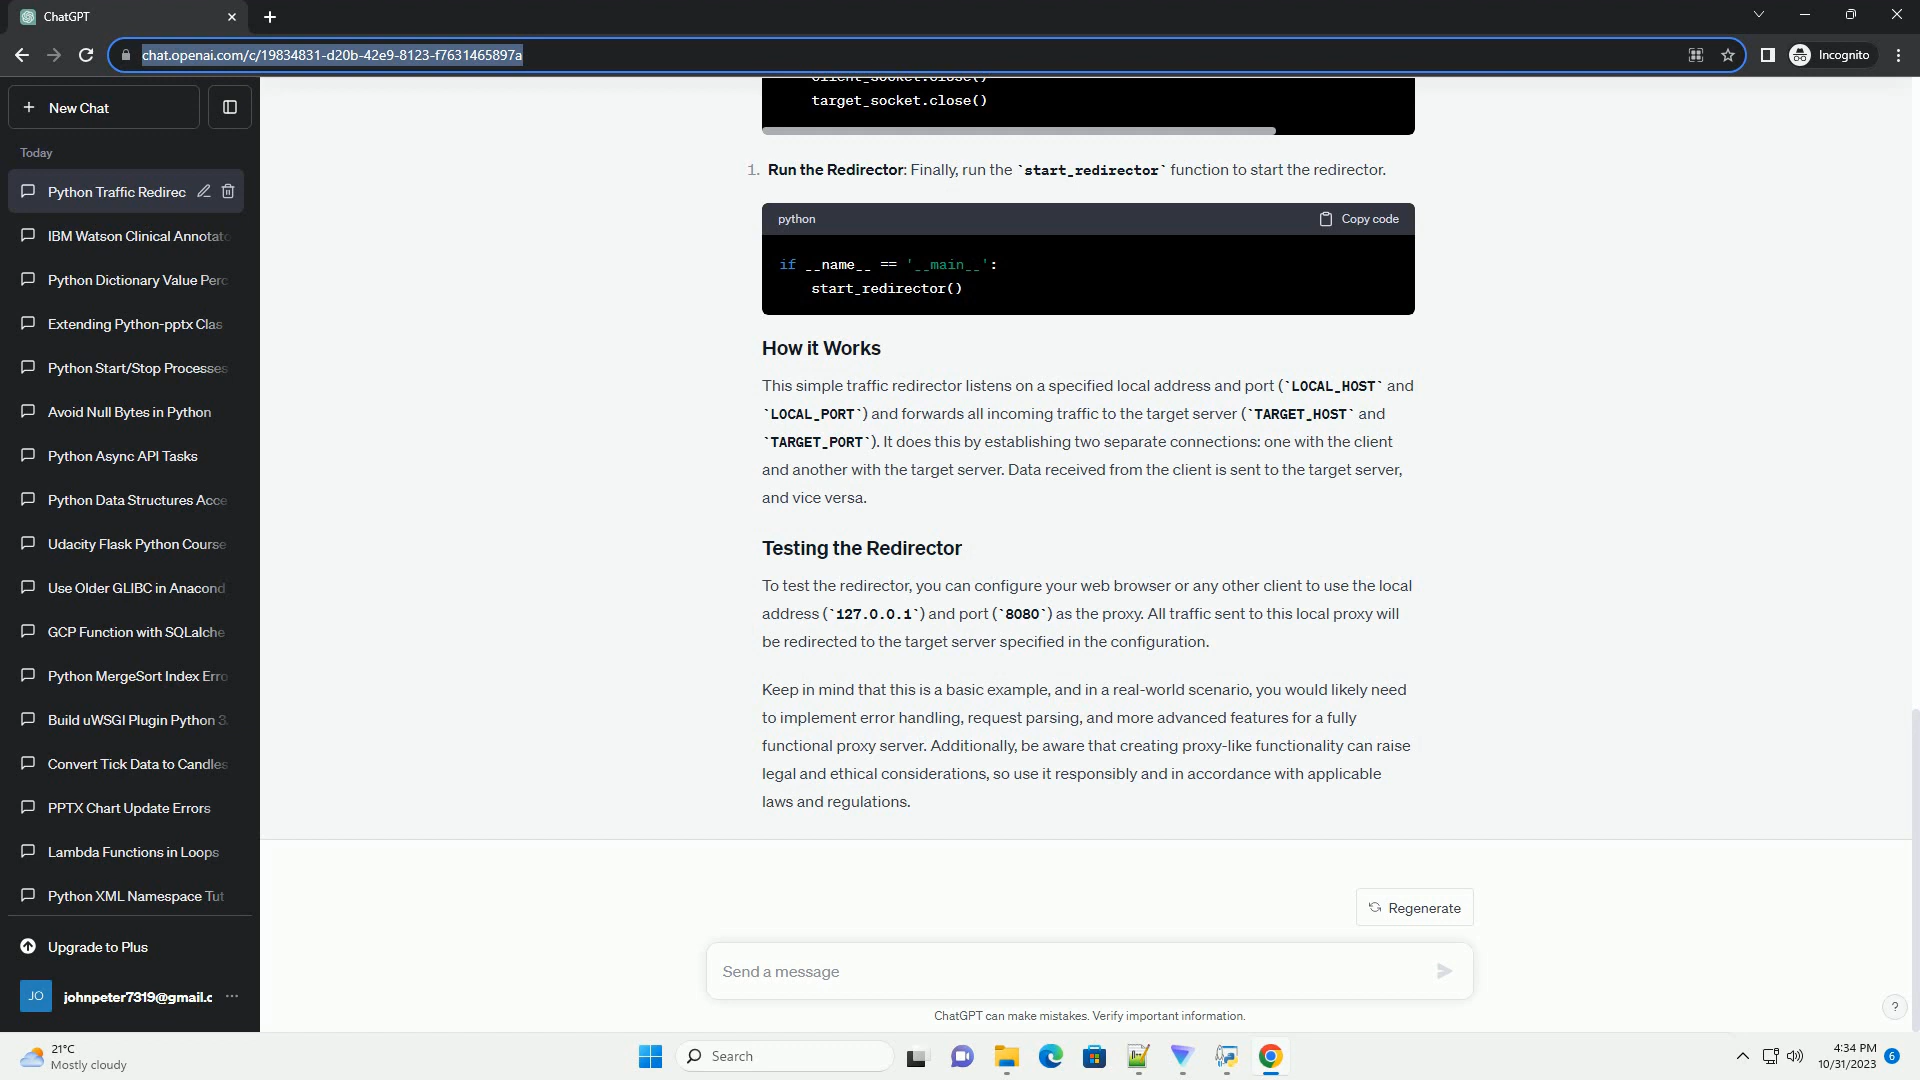 ChatGPT
chat.openai.com/c/19834831-d20b-42e9-8123-f7631465897a
Incognito
New Chat
Today
Python Traffic Redirec
IBM Watson Clinical Annotato
Python Dictionary Value Perc
Extending Python-pptx Clas
Python Start/Stop Processes
Avoid Null Bytes in Python
Python Async API Tasks
Python Data Structures Acce
Udacity Flask Python Course
Use Older GLIBC in Anacond
GCP Function with SQLalche
Python MergeSort Index Erro
Build uWSGI Plugin Python 3.
Convert Tick Data to Candles
PPTX Chart Update Errors
Lambda Functions in Loops
Python XML Namespace Tut
Upgrade to Plus
JO johnpeter7319@gmail.c ...
client_socket.close()
target_socket.close()
1. Run the Redirector: Finally, run the `start_redirector` function to start the redirector.
python Copy code
if __name__ == '__main__':
start_redirector()
How it Works
This simple traffic redirector listens on a specified local address and port (`LOCAL_HOST` and
`LOCAL_PORT`) and forwards all incoming traffic to the target server (`TARGET_HOST` and
`TARGET_PORT`). It does this by establishing two separate connections: one with the client
and another with the target server. Data received from the client is sent to the target server,
and vice versa.
Testing the Redirector
To test the redirector, you can configure your web browser or any other client to use the local
address (`127.0.0.1`) and port (`8080`) as the proxy. All traffic sent to this local proxy will
be redirected to the target server specified in the configuration.
Keep in mind that this is a basic example, and in a real-world scenario, you would likely need
to implement error handling, request parsing, and more advanced features for a fully
functional proxy server. Additionally, be aware that creating proxy-like functionality can raise
legal and ethical considerations, so use it responsibly and in accordance with applicable
laws and regulations.
Regenerate
Send a message
ChatGPT can make mistakes. Verify important information.
?
21°C
Mostly cloudy
Search
4:34 PM
10/31/2023
6